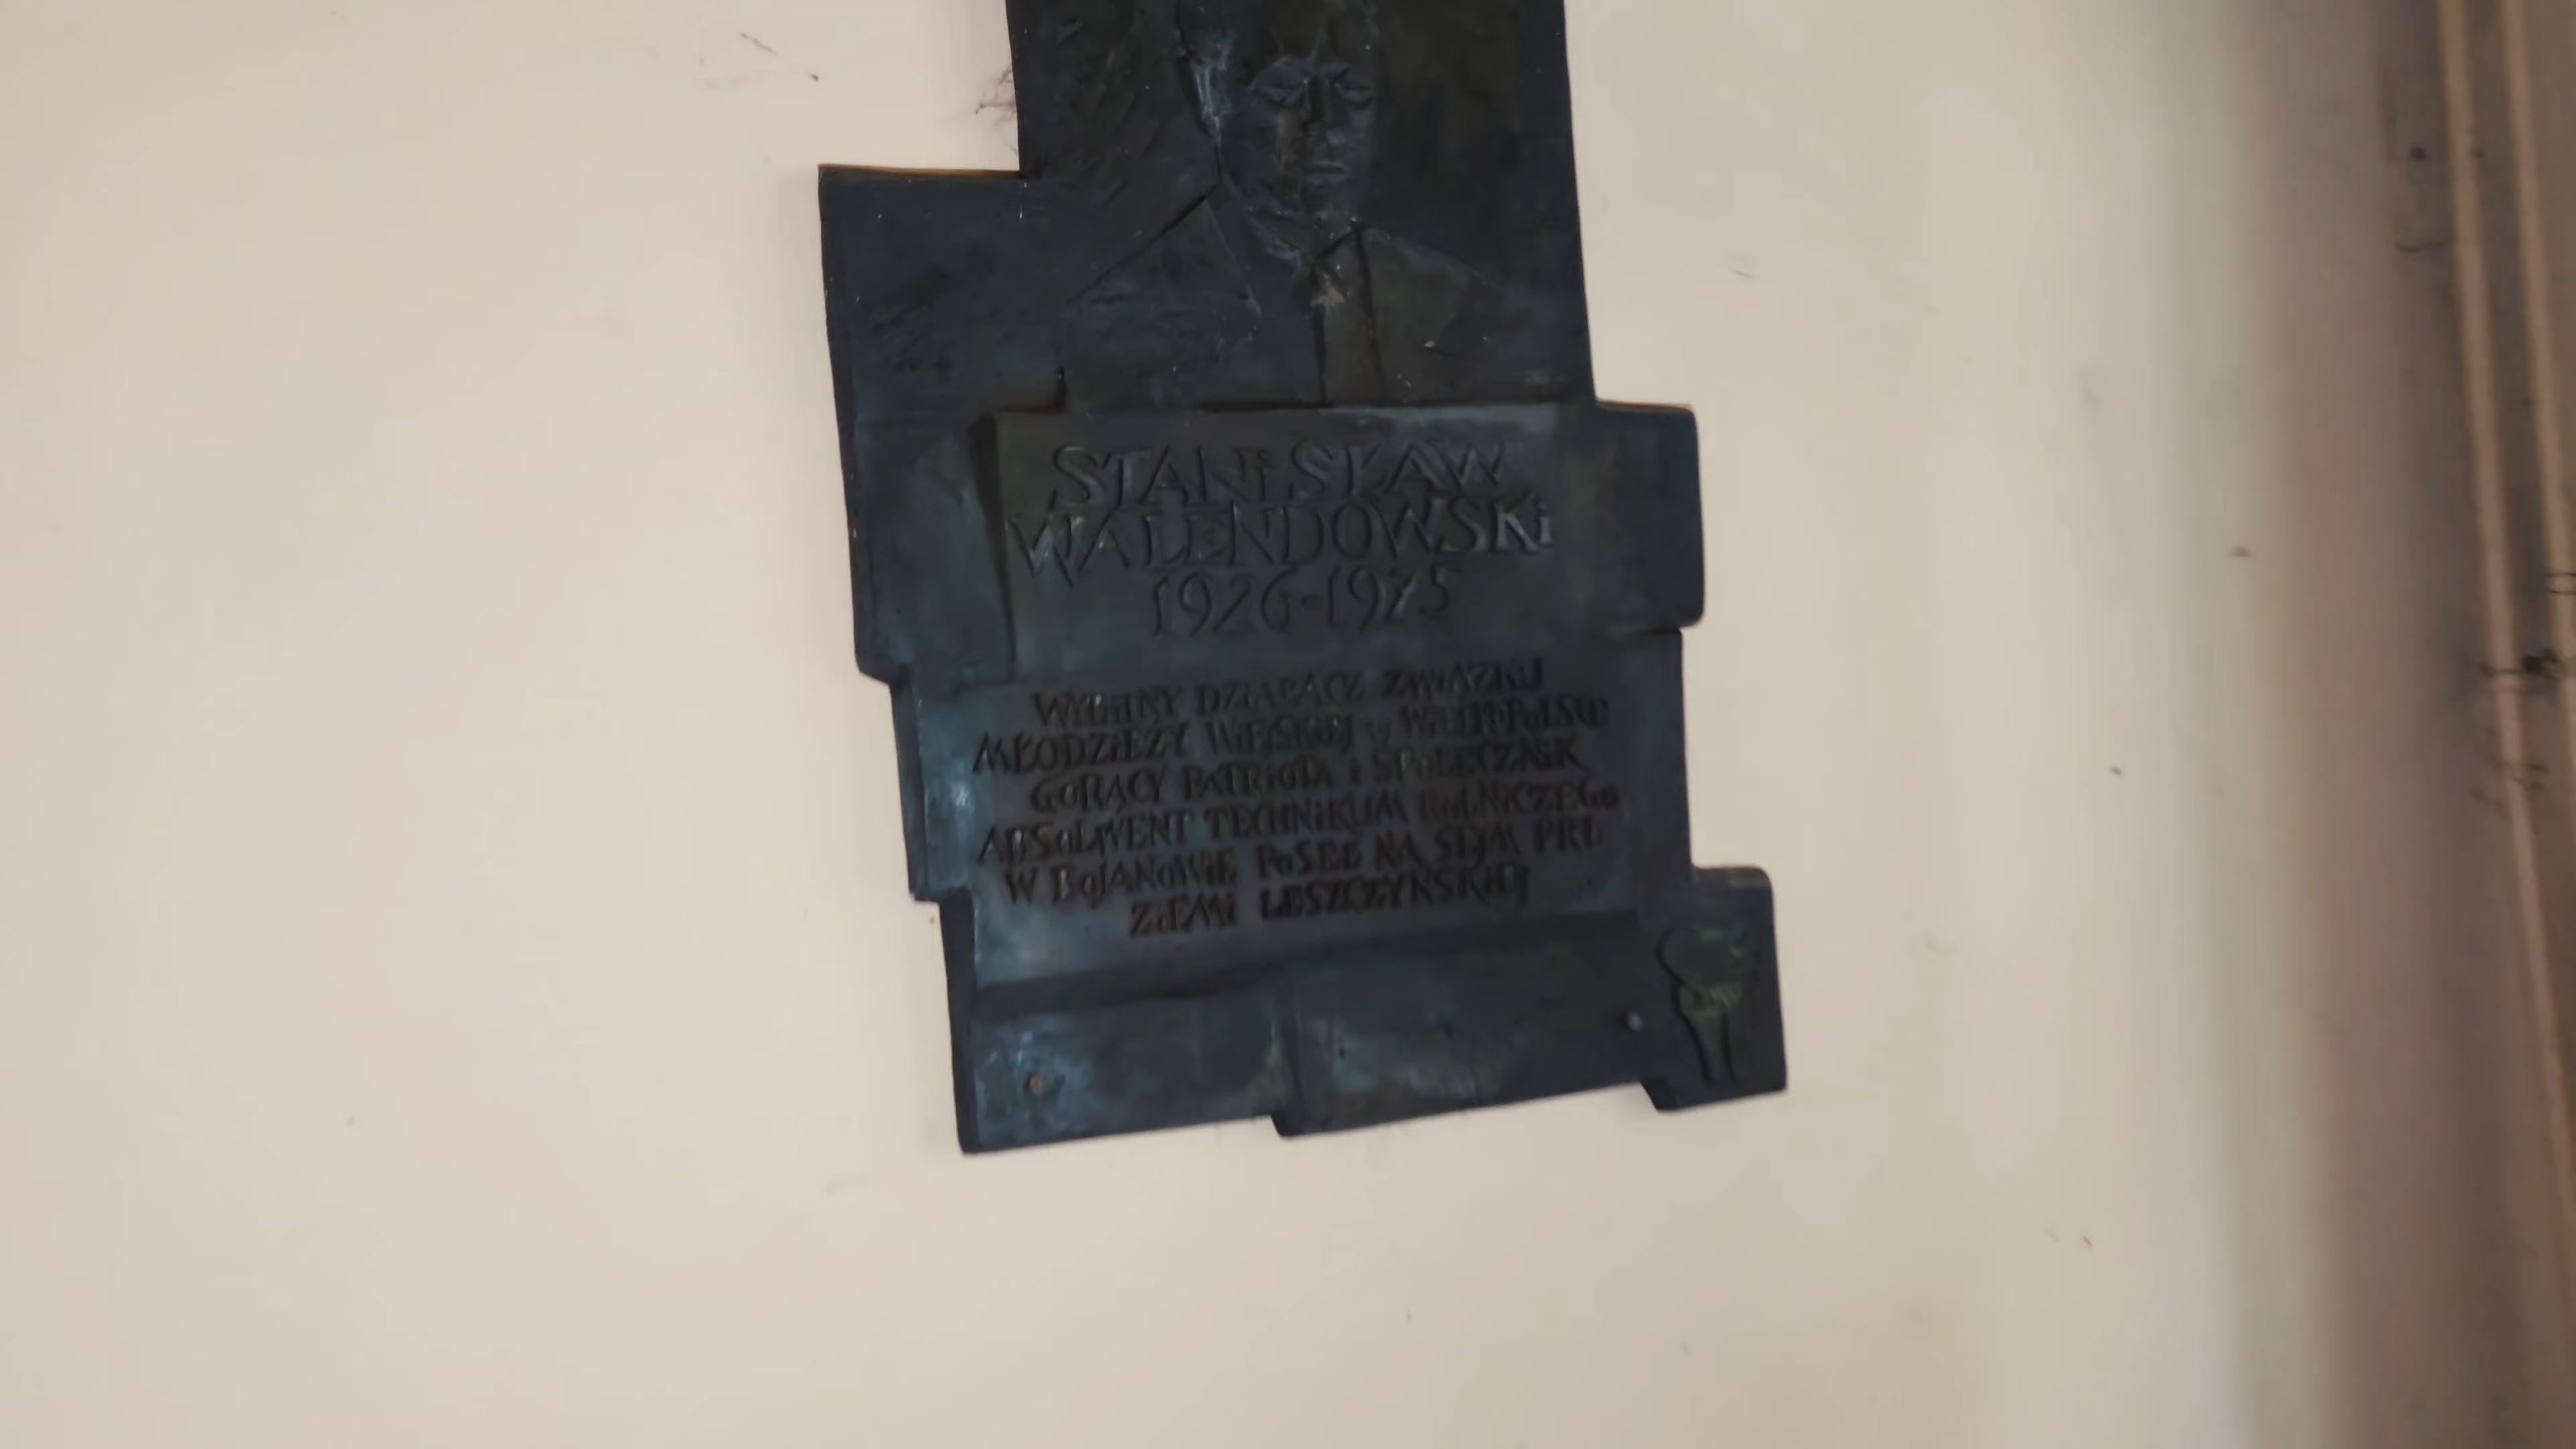 STANiSŁAW
WALENDOWSKi
1926-1975
WYBITNY DZIAŁACZ ZWiĄZKU
MŁODZiEŻY WiEJSKiEJ W WiELKOPOLSCE
GORĄCY PATRiOTA i SPOŁECZNiK
ABSOLWENT TECHNiKUM ROLNiCZEGO
W BOJANOWiE POSEŁ NA SEJM PRL
ZiEMi LESZCZYŃSKiEJ